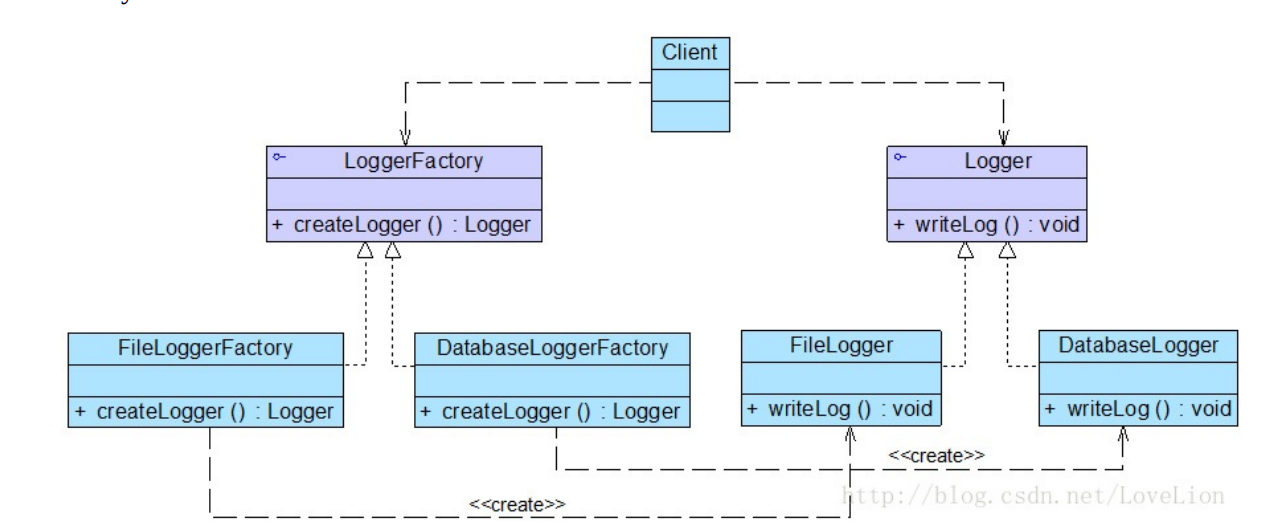 Client
LoggerFactory
+ createLogger () : Logger
Logger
+ writeLog () : void
FileLoggerFactory
+ createLogger () : Logger
DatabaseLoggerFactory
+ createLogger () : Logger
FileLogger
+ writeLog () : void
DatabaseLogger
+ writeLog () : void
<<create>>
<<create>>
http://blog.csdn.net/LoveLion